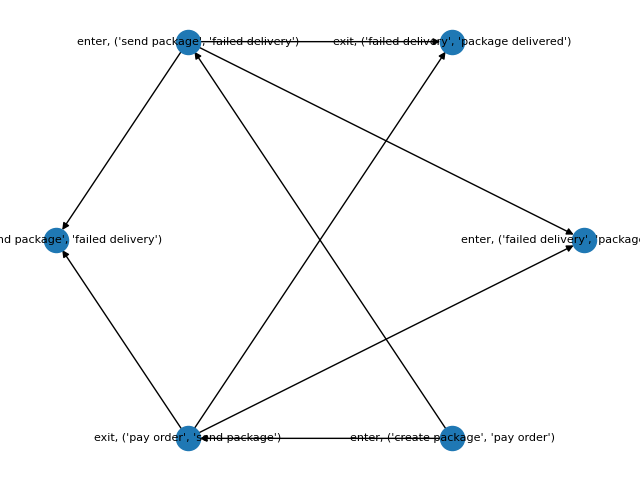 enter, ('send package', 'failed delivery')
exit, ('failed delivery', 'package delivered')
package', 'failed delivery')
enter, ('failed delivery', 'package
exit, ('pay order', 'send package')
enter, ('create package', 'pay order')